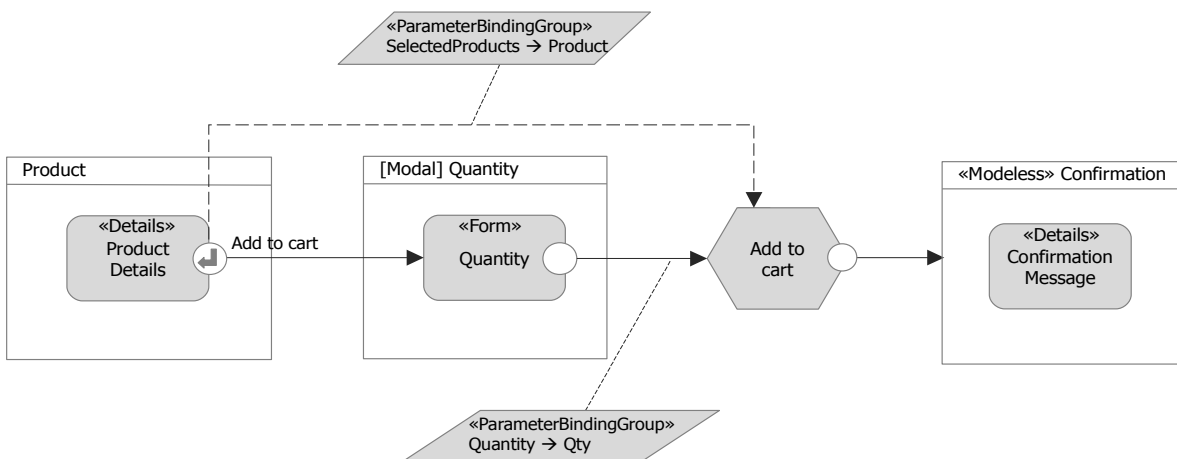 «ParameterBindingGroup»
SelectedProducts → Product
Product
[Modal] Quantity
«Modeless» Confirmation
«Details»
Product
Details
Add to cart
«Form»
Quantity
Add to
cart
«Details»
Confirmation
Message
«ParameterBindingGroup»
Quantity → Qty